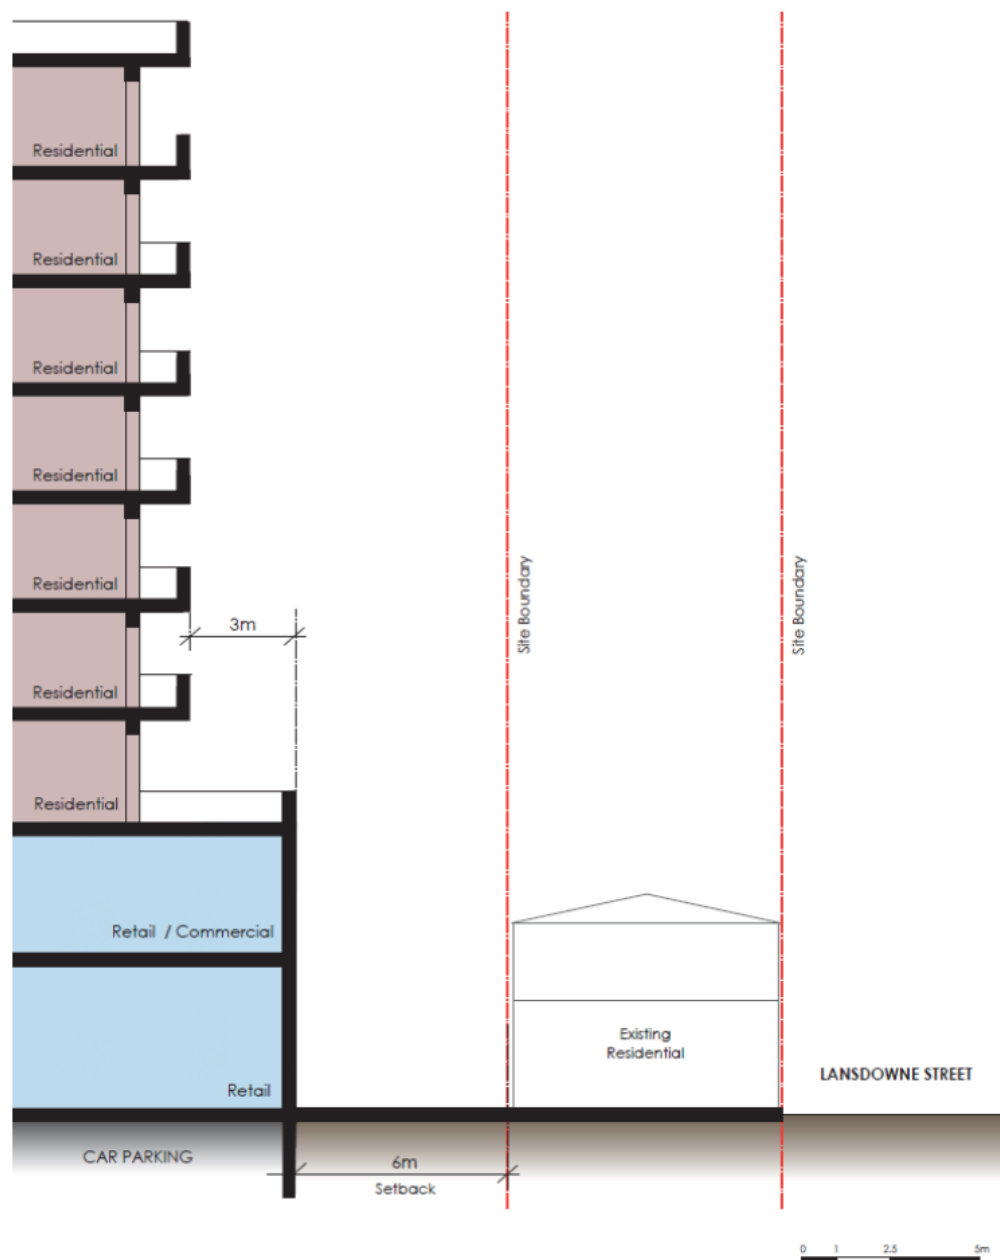 Residential
Residential
Residential
Residential
Residential
3m
Site Boundary
Site Boundary
Residential
Residential
Retail / Commercial
Existing
Residential
LANSDOWNE STREET
Retail
CAR PARKING
6m
Setback
0 1 2.5 5m